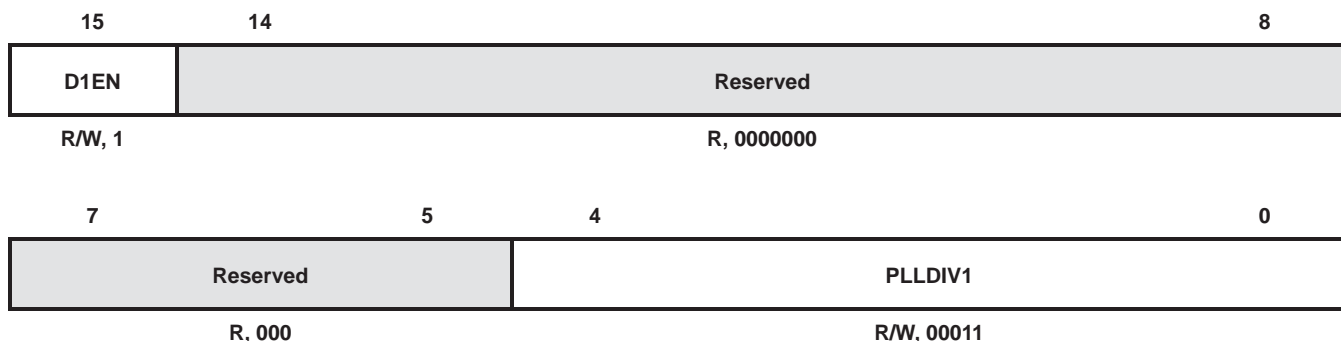 15 14 8
D1EN Reserved
R/W, 1 R, 0000000
7 5 4 0
Reserved PLLDIV1
R, 000 R/W, 00011